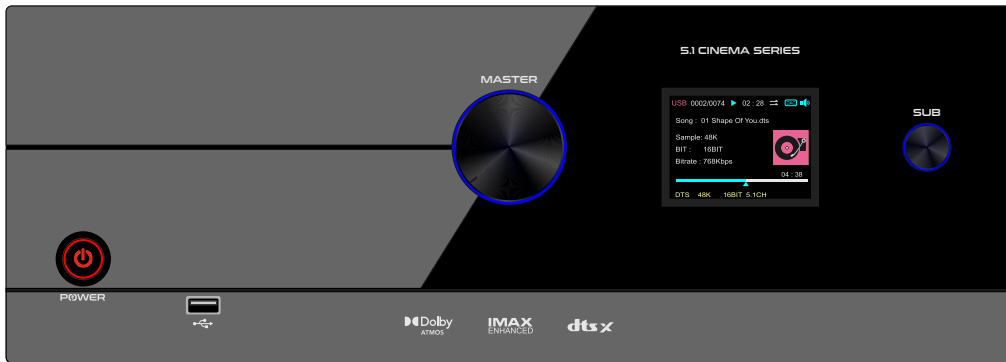 5.1 CINEMA SERIES
MASTER
USB 0002/0074 02 : 28
Song : 01 Shape Of You.dts
SUB
Sample: 48K
BIT : 16BIT
Bitrate : 768Kbps
04 : 38
DTS 48K 16BIT 5.1CH
POWER
Dolby
ATMOS
IMAX
ENHANCED
dts x